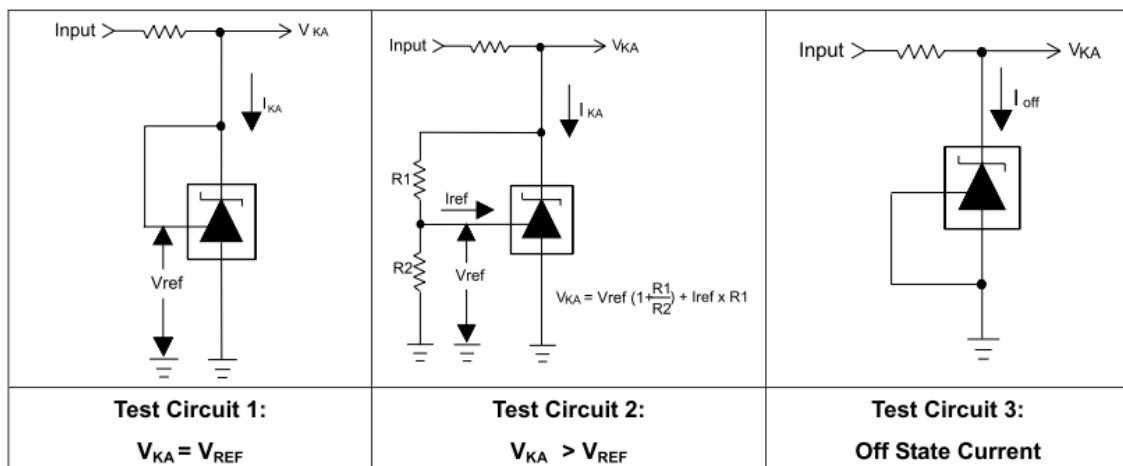 Input
V KA
I KA
Vref
Test Circuit 1:
VKA = VREF
Input
VKA
I KA
R1
Iref
R2
Vref
VKA = Vref (1+R1/R2) + Iref x R1
Test Circuit 2:
VKA > VREF
Input
VKA
I off
Test Circuit 3:
Off State Current